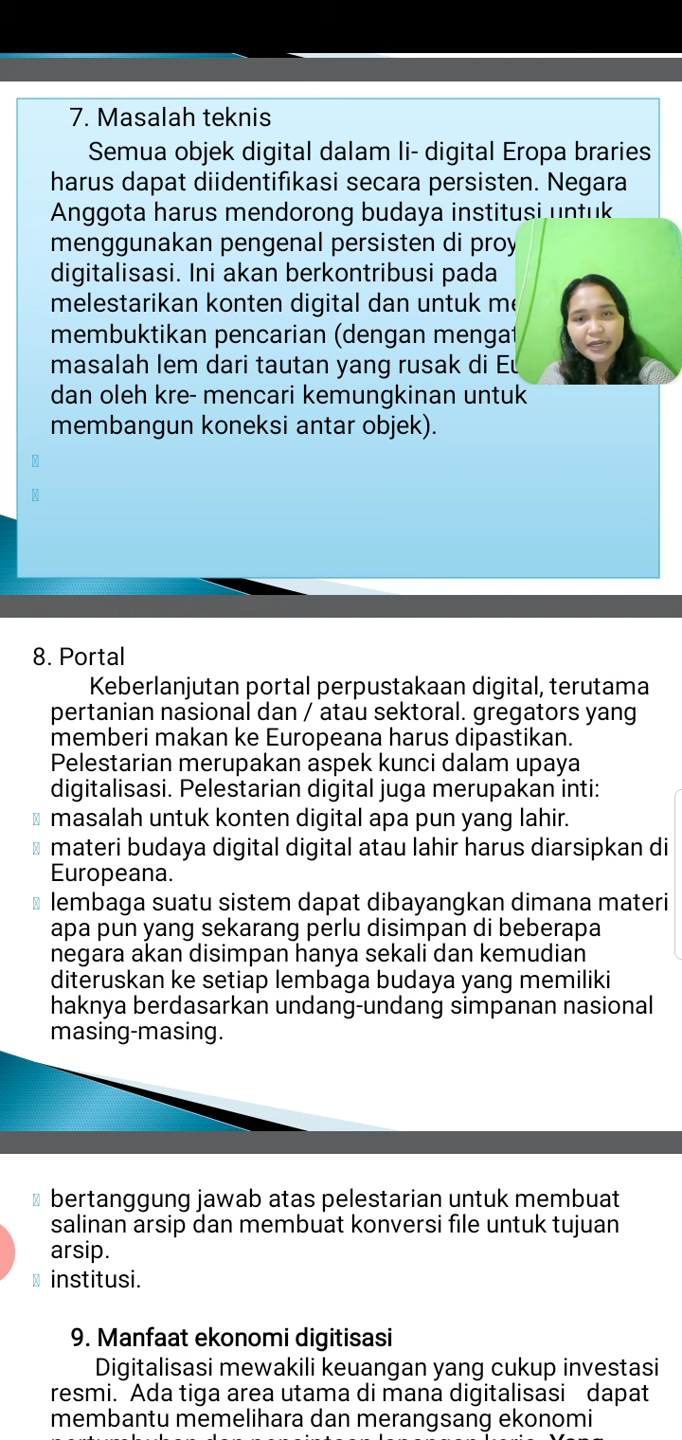 7. Masalah teknis
Semua objek digital dalam li- digital Eropa braries
harus dapat diidentifikasi secara persisten. Negara
Anggota harus mendorong budaya institusi untuk
menggunakan pengenal persisten di
digitalisasi. Ini akan berkontribusi pada
melestarikan konten digital dan untuk
membuktikan pencarian (dengan
masalah lem dari tautan yang rusak di
dan oleh kre- mencari kemungkinan untuk
membangun koneksi antar objek).
8. Portal
Keberlanjutan portal perpustakaan digital, terutama
pertanian nasional dan / atau sektoral. gregators yang
memberi makan ke Europeana harus dipastikan.
Pelestarian merupakan aspek kunci dalam upaya
digitalisasi. Pelestarian digital juga merupakan inti:
masalah untuk konten digital apa pun yang lahir.
materi budaya digital digital atau lahir harus diarsipkan di
Europeana.
lembaga suatu sistem dapat dibayangkan dimana materi
apa pun yang sekarang perlu disimpan di beberapa
negara akan disimpan hanya sekali dan kemudian
diteruskan ke setiap lembaga budaya yang memiliki
haknya berdasarkan undang-undang simpanan nasional
masing-masing.
bertanggung jawab atas pelestarian untuk membuat
salinan arsip dan membuat konversi file untuk tujuan
arsip.
institusi.
9. Manfaat ekonomi digitisasi
Digitalisasi mewakili keuangan yang cukup investasi
resmi. Ada tiga area utama di mana digitalisasi dapat
membantu memelihara dan merangsang ekonomi